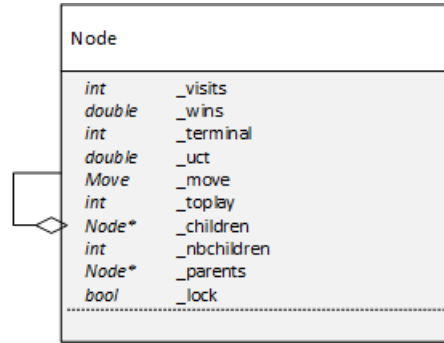 Node
int _visits
double _wins
int _terminal
double _uct
Move _move
int _toplay
Node* _children
int _nbchildren
Node* _parents
bool _lock